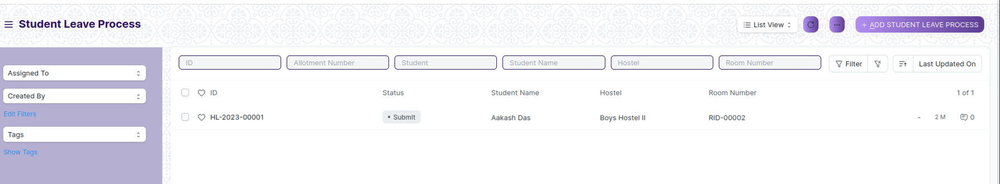 Student Leave Process
List View
...
+ ADD STUDENT LEAVE PROCESS
Assigned To
Created By
Edit Filters
Tags
Show Tags
ID Allotment Number Student Student Name Hostel Room Number Filter Last Updated On
ID Status Student Name Hostel Room Number 1 of 1
HL-2023-00001 • Submit Aakash Das Boys Hostel II RID-00002 - 2 M 0